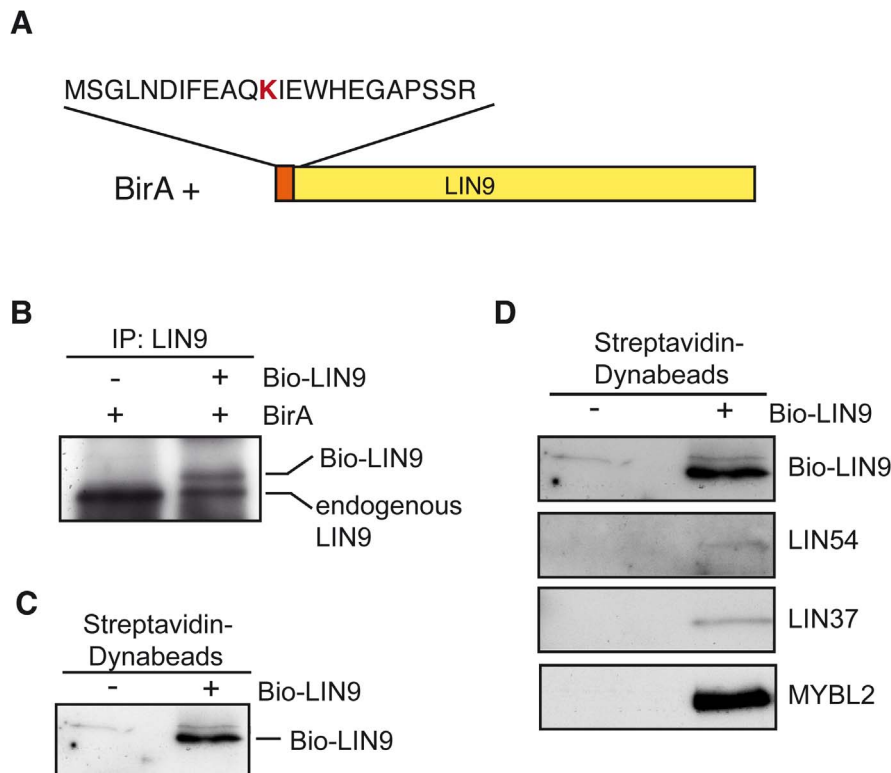 A
MSGLNDIFEAQKIEWHEGAPSSR
BirA +
LIN9
B
IP: LIN9
- + Bio-LIN9
+ + BirA
Bio-LIN9
endogenous
LIN9
C
Streptavidin-
Dynabeads
- + Bio-LIN9
Bio-LIN9
D
Streptavidin-
Dynabeads
- + Bio-LIN9
Bio-LIN9
LIN54
LIN37
MYBL2